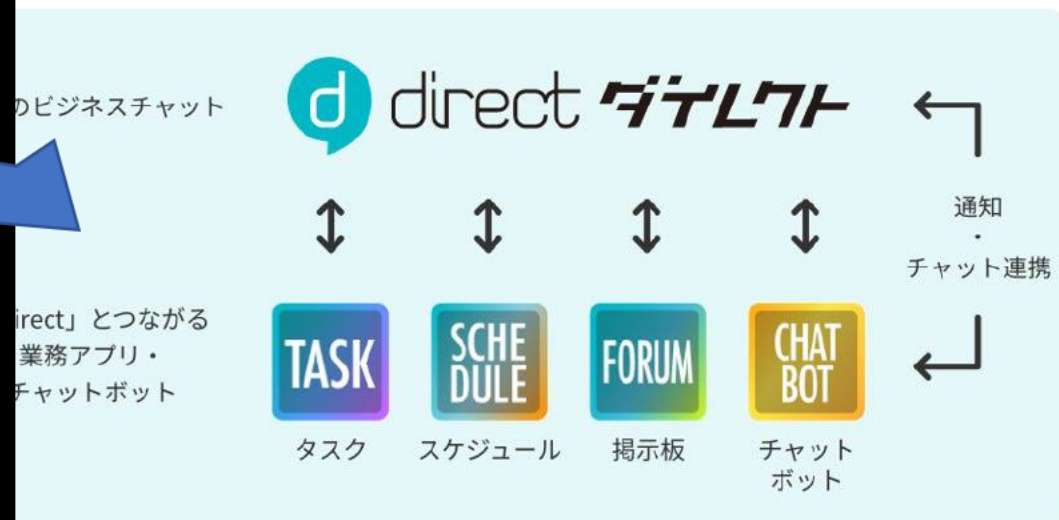 のビジネスチャット
d direct ダイレクト
通知
・
チャット連携
irect」とつながる
業務アプリ・
チャットボット
TASK
SCHE
DULE
FORUM
CHAT
BOT
タスク
スケジュール
掲示板
チャット
ボット